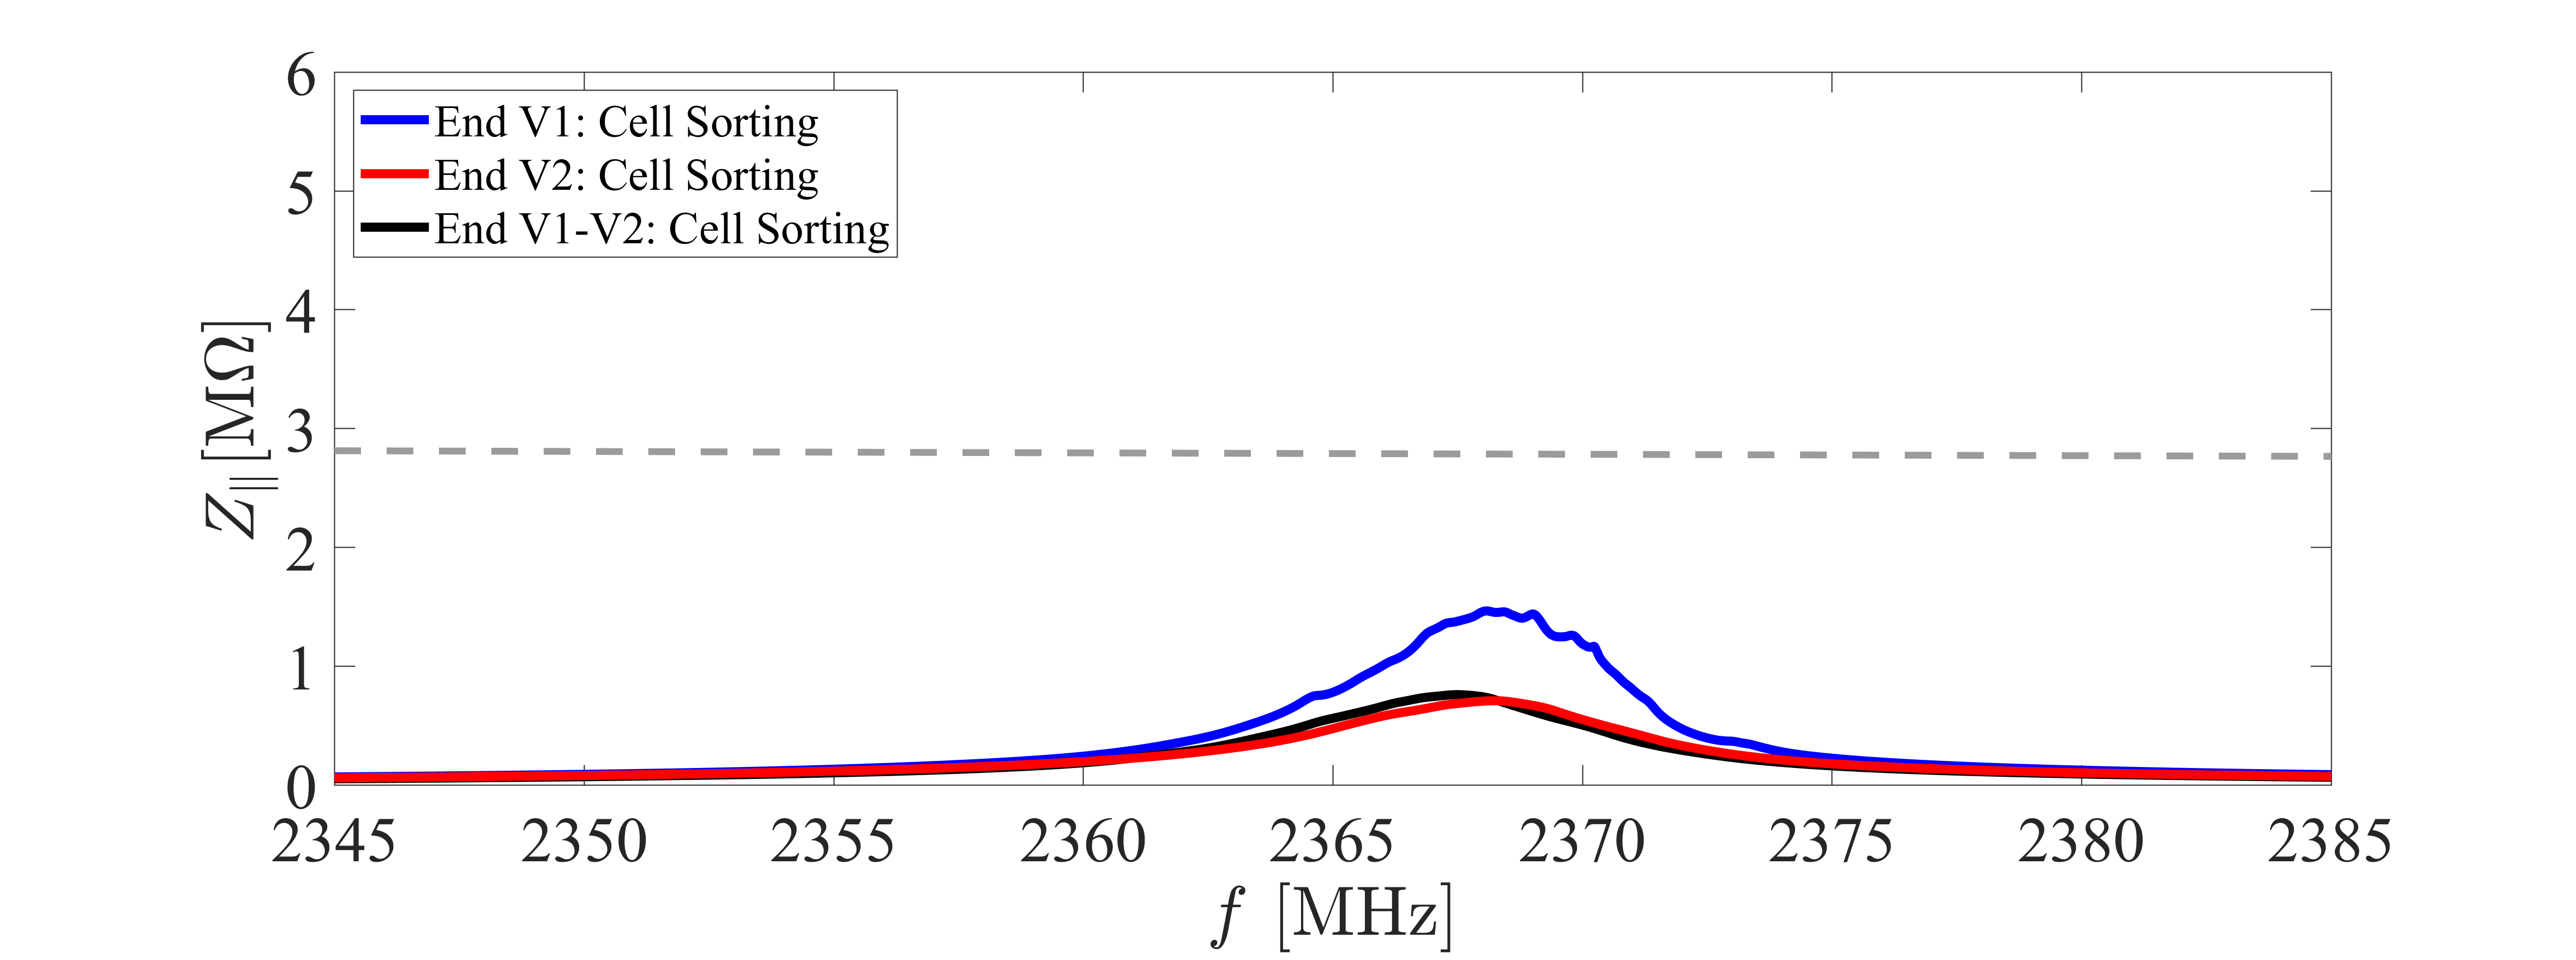 6
5
4
3
2
1
0
Z∥ [MΩ]
End V1: Cell Sorting
End V2: Cell Sorting
End V1-V2: Cell Sorting
2345 2350 2355 2360 2365 2370 2375 2380 2385
f [MHz]